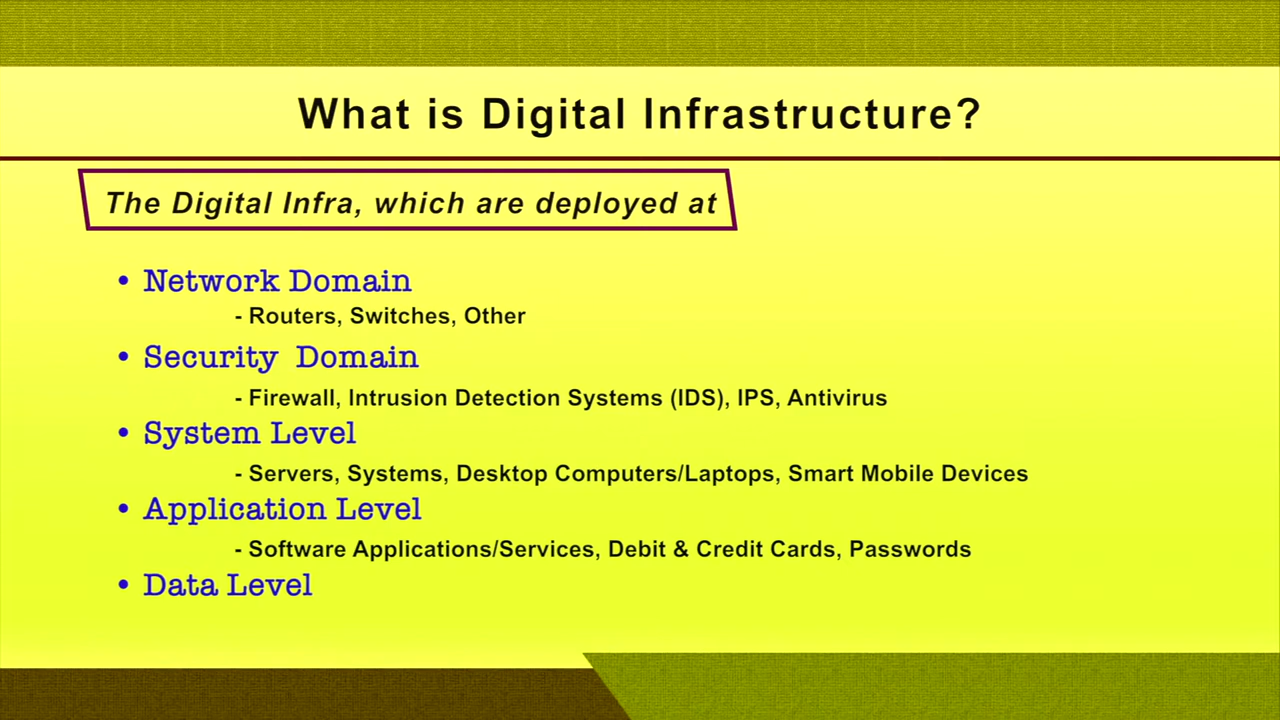 What is Digital Infrastructure?
The Digital Infra, which are deployed at
• Network Domain
- Routers, Switches, Other
• Security Domain
- Firewall, Intrusion Detection Systems (IDS), IPS, Antivirus
• System Level
- Servers, Systems, Desktop Computers/Laptops, Smart Mobile Devices
• Application Level
- Software Applications/Services, Debit & Credit Cards, Passwords
• Data Level